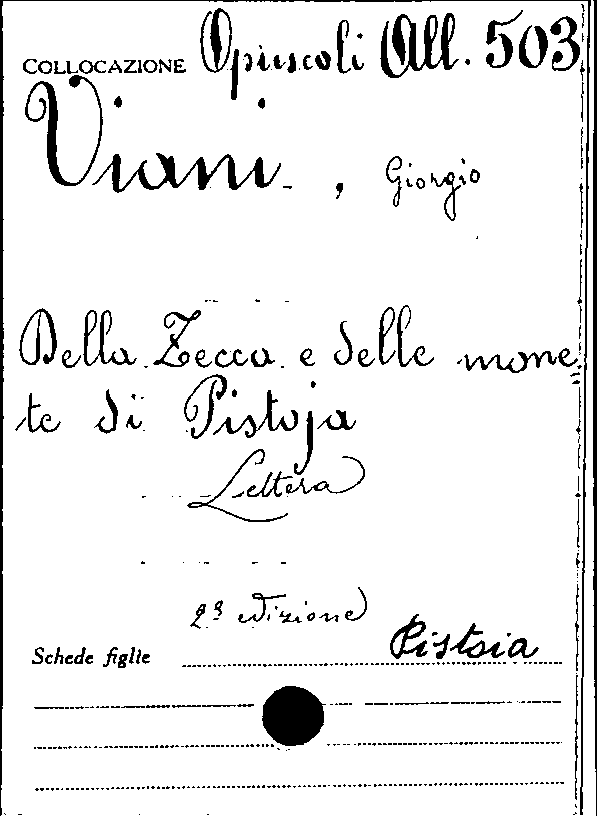 COLLOCAZIONE Opuscoli All. 503
Viani, Giorgio
Della Zecca e delle mone
te di Pistoja
Lettera
2ª edizione
Schede figlie Pistoia